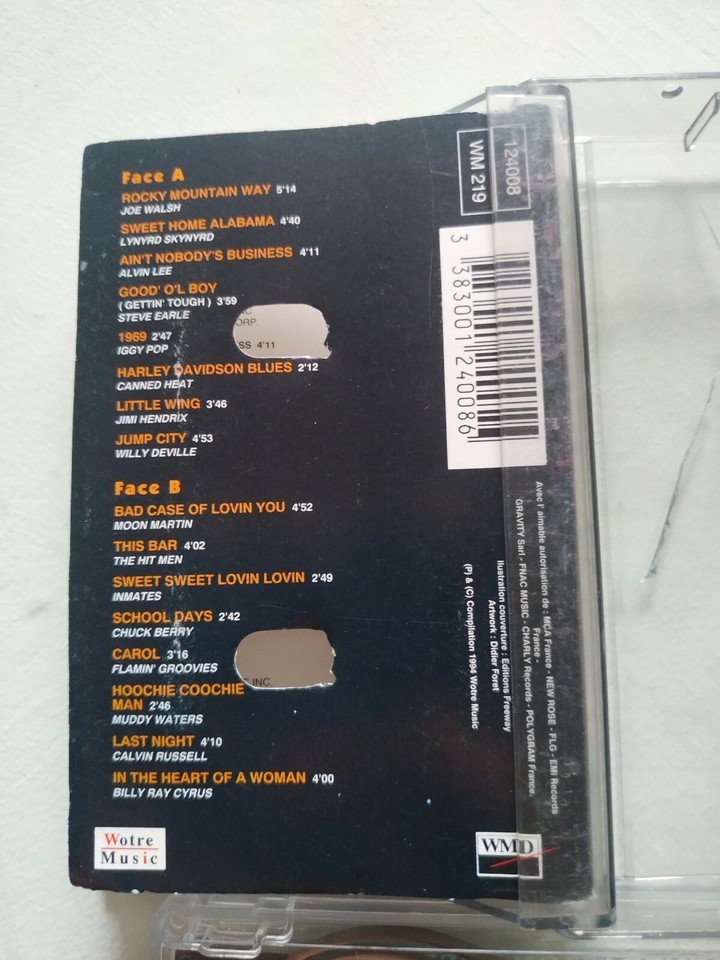 Face A
ROCKY MOUNTAIN WAY 5'14
JOE WALSH
SWEET HOME ALABAMA 4'40
LYNYRD SKYNYRD
AIN'T NOBODY'S BUSINESS 4'11
ALVIN LEE
GOOD' O'L BOY
( GETTIN' TOUGH ) 3'59
STEVE EARLE
1969 2'47
IGGY POP
HARLEY DAVIDSON BLUES 2'12
CANNED HEAT
LITTLE WING 3'46
JIMI HENDRIX
JUMP CITY 4'53
WILLY DEVILLE
ORP.
SS 4'11
Face B
BAD CASE OF LOVIN YOU 4'52
MOON MARTIN
THIS BAR 4'02
THE HIT MEN
SWEET SWEET LOVIN LOVIN 2'49
INMATES
SCHOOL DAYS 2'42
CHUCK BERRY
CAROL 3'16
FLAMIN' GROOVIES
HOOCHIE COOCHIE
MAN 2'46
MUDDY WATERS
LAST NIGHT 4'10
CALVIN RUSSELL
IN THE HEART OF A WOMAN 4'00
BILLY RAY CYRUS
INC.
Wotre
Music
124008
WM 219
3 383001 240086
Avec l' aimable autorisation de : MCA France - NEW ROSE - FLG - EMI Records
France -
GRAVITY Sarl - FNAC MUSIC - CHARLY Records - POLYGRAM France.
Ilustration couverture : Editions Freeway
Artwork : Didier Foret
(P) & (C) Compilation 1994 Wotre Music
WMD